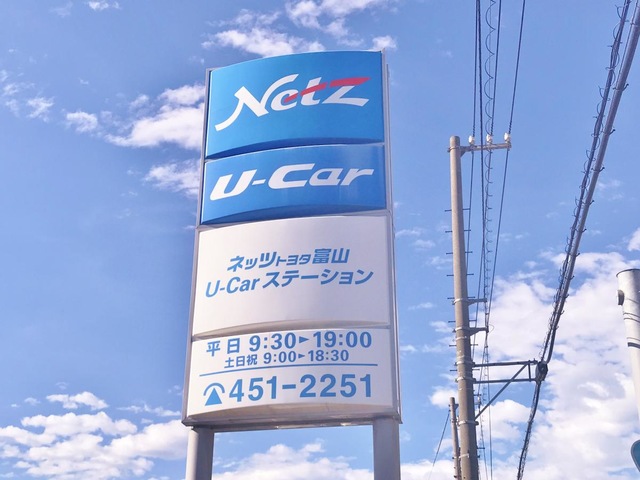 Netz
U-Car
ネッツトヨタ富山
U-Carステーション
平日 9:30▶19:00
土日祝 9:00▶18:30
☎451-2251